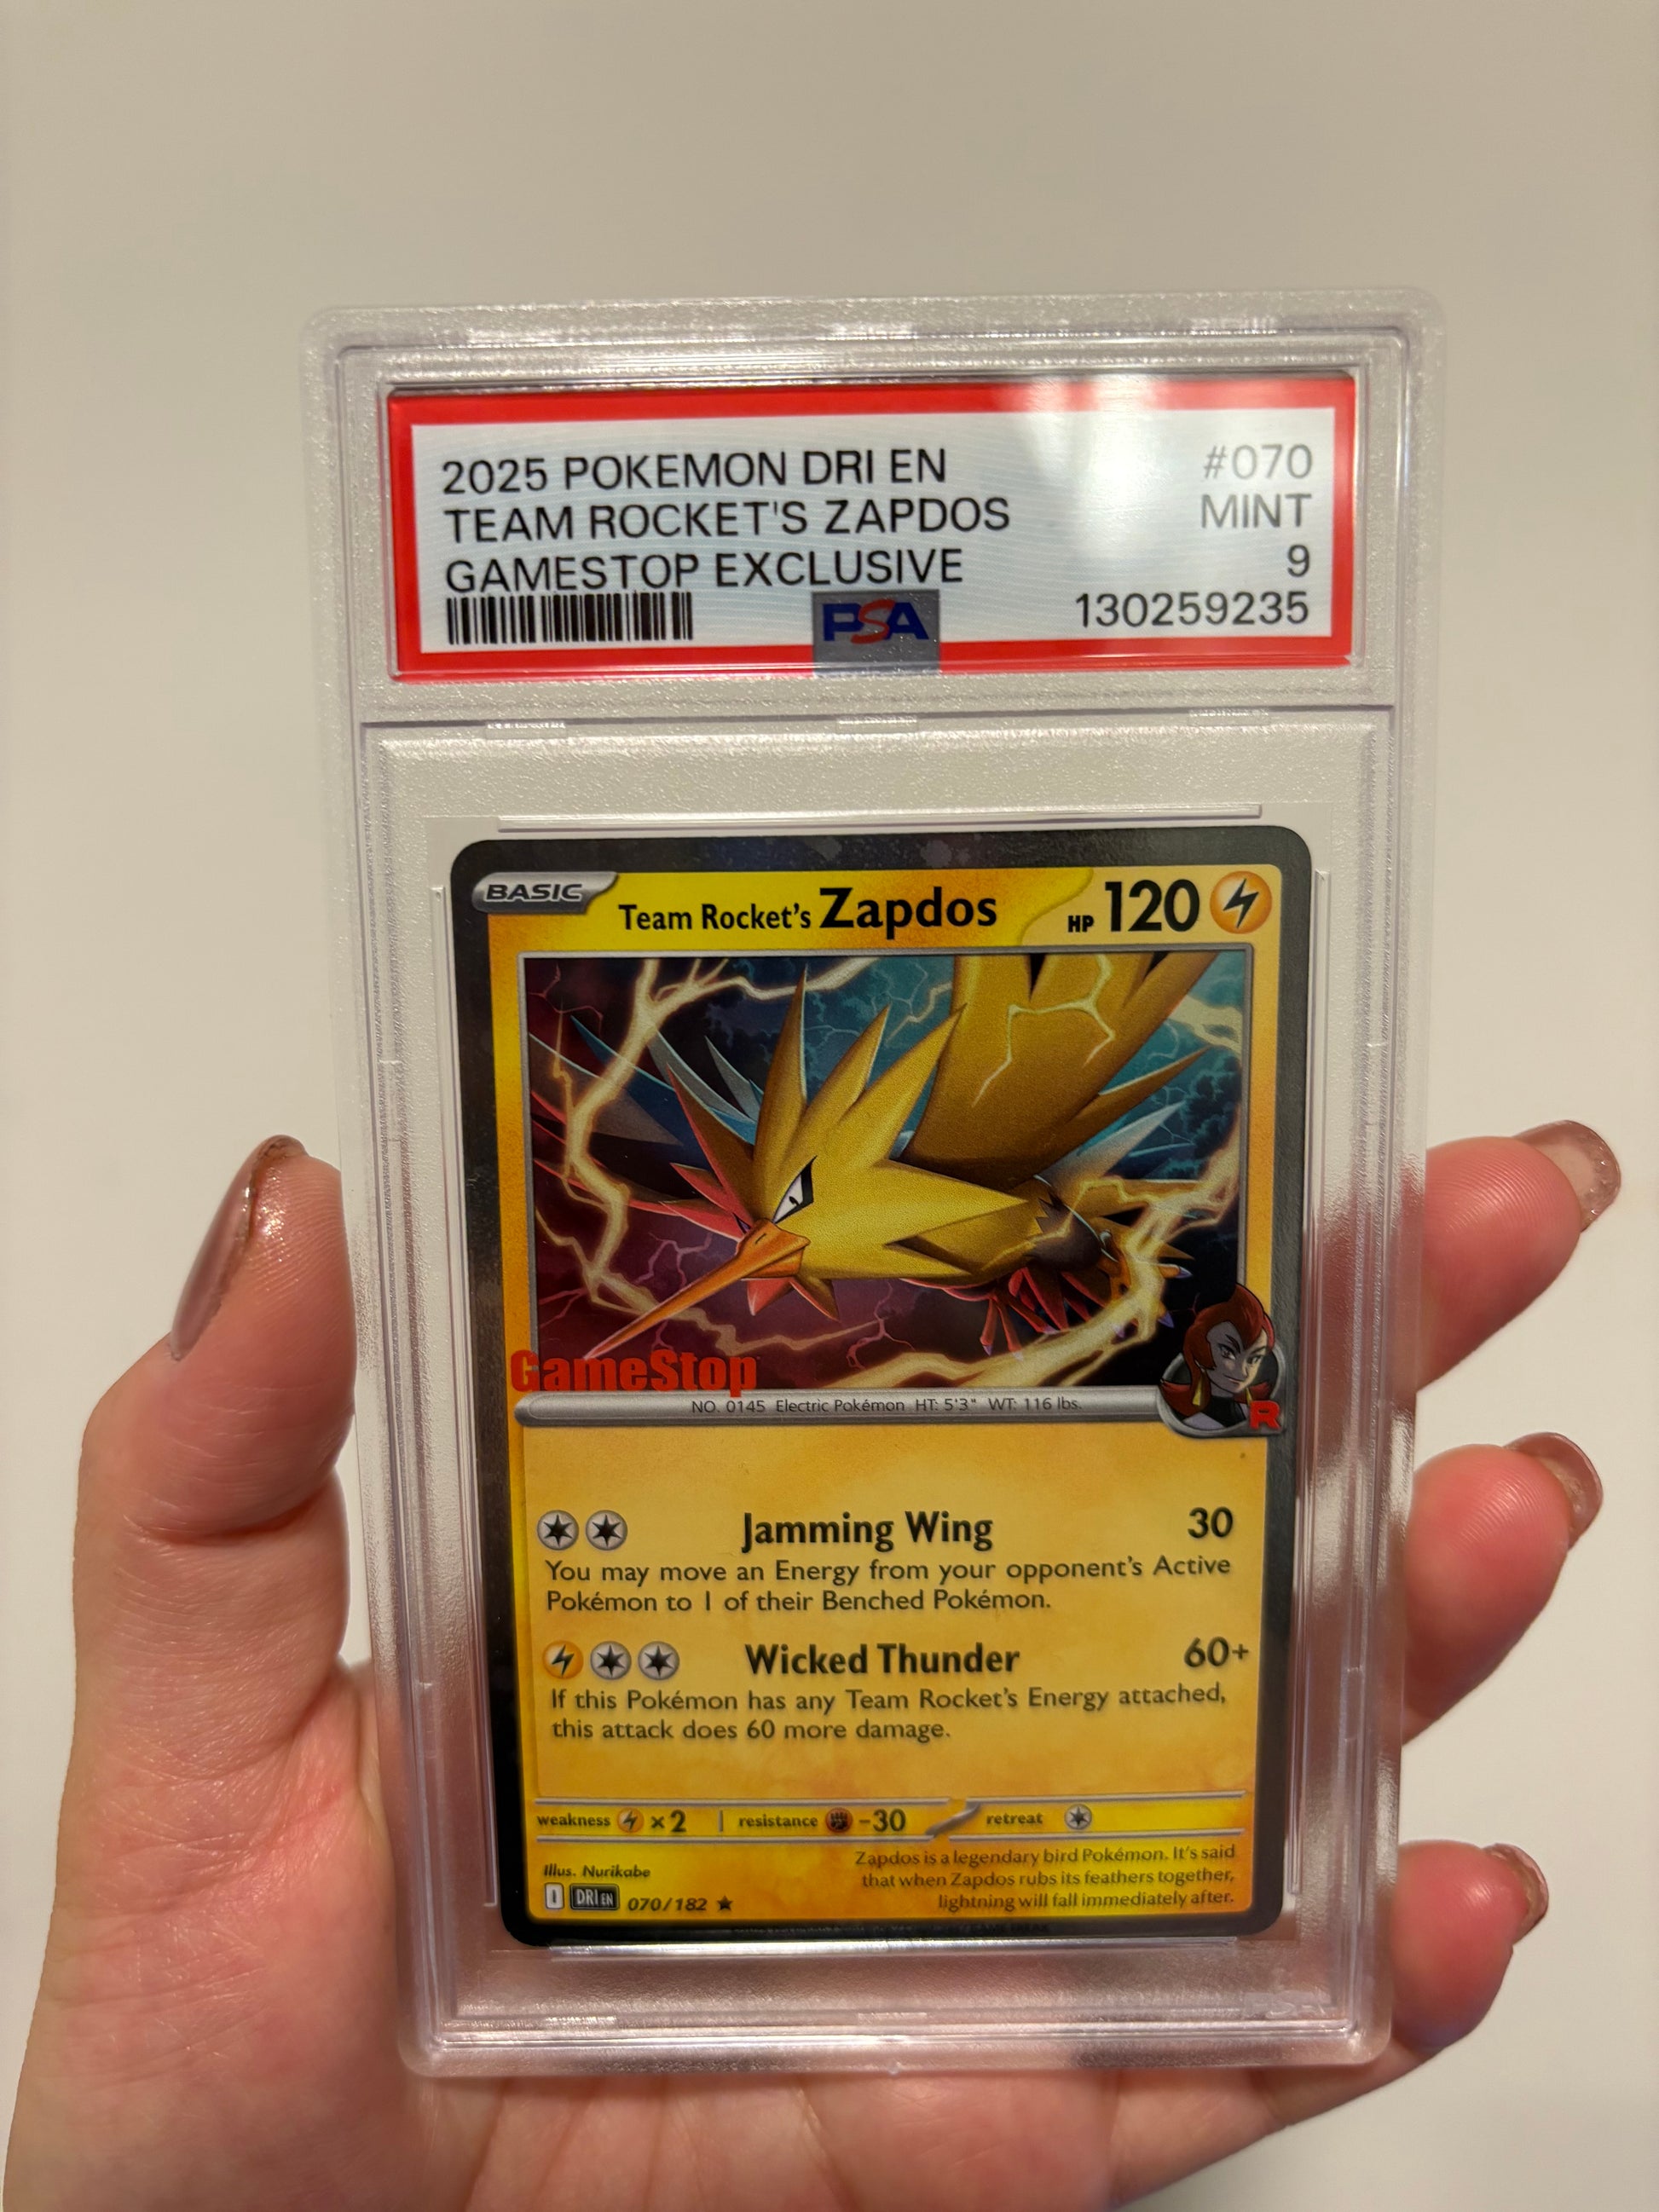 2025 POKEMON DRI EN #070
TEAM ROCKET'S ZAPDOS MINT
GAMESTOP EXCLUSIVE 9
PSA 130259235
BASIC Team Rocket's Zapdos HP 120
GameStop
NO. 0145 Electric Pokémon HT: 5'3" WT: 116 lbs.
R
Jamming Wing 30
You may move an Energy from your opponent's Active
Pokémon to 1 of their Benched Pokémon.
Wicked Thunder 60+
If this Pokémon has any Team Rocket's Energy attached,
this attack does 60 more damage.
weakness ×2 resistance -30 retreat
Illus. Nurikabe
I DRI EN 070/182
Zapdos is a legendary bird Pokémon. It's said
that when Zapdos rubs its feathers together,
lightning will fall immediately after.
PSA